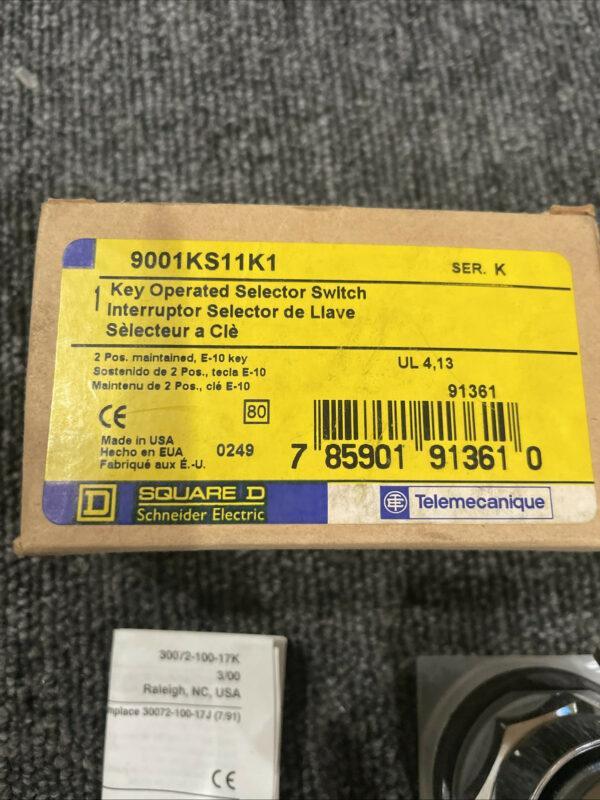 9001KS11K1
SER. K
1 Key Operated Selector Switch
Interruptor Selector de Llave
Sèlecteur a Clè
2 Pos. maintained, E-10 key
Sostenido de 2 Pos., tecla E-10
Maintenu de 2 Pos., clé E-10
UL 4,13
91361
CE
80
Made in USA
Hecho en EUA
Fabriqué aux É.-U.
0249
7 85901 91361 0
D SQUARE D
Schneider Electric
Telemecanique
30072-100-17K
3/00
Raleigh, NC, USA
mplace 30072-100-17J (7/91)
CE